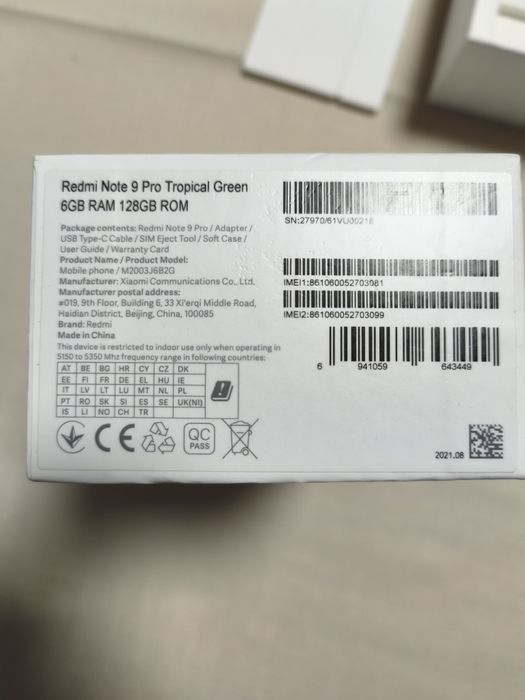 Redmi Note 9 Pro Tropical Green
6GB RAM 128GB ROM
Package contents: Redmi Note 9 Pro / Adapter /
USB Type-C Cable / SIM Eject Tool / Soft Case /
User Guide / Warranty Card
Product Name / Product Model:
Mobile phone / M2003J6B2G
Manufacturer: Xiaomi Communications Co., Ltd.
Manufacturer postal address:
#019, 9th Floor, Building 6, 33 Xi'erqi Middle Road,
Haidian District, Beijing, China, 100085
Brand: Redmi
Made in China
This device is restricted to indoor use only when operating in
5150 to 5350 Mhz frequency range in following countries:
AT BE BG HR CY CZ DK
EE FI FR DE EL HU IE
IT LV LT LU MT NL PL
PT RO SK SI ES SE UK(NI)
IS LI NO CH TR
CE
QC
PASS
SN:27970/61VU00218
IMEI1:861060052703081
IMEI2:861060052703099
6 941059 643449
2021.08